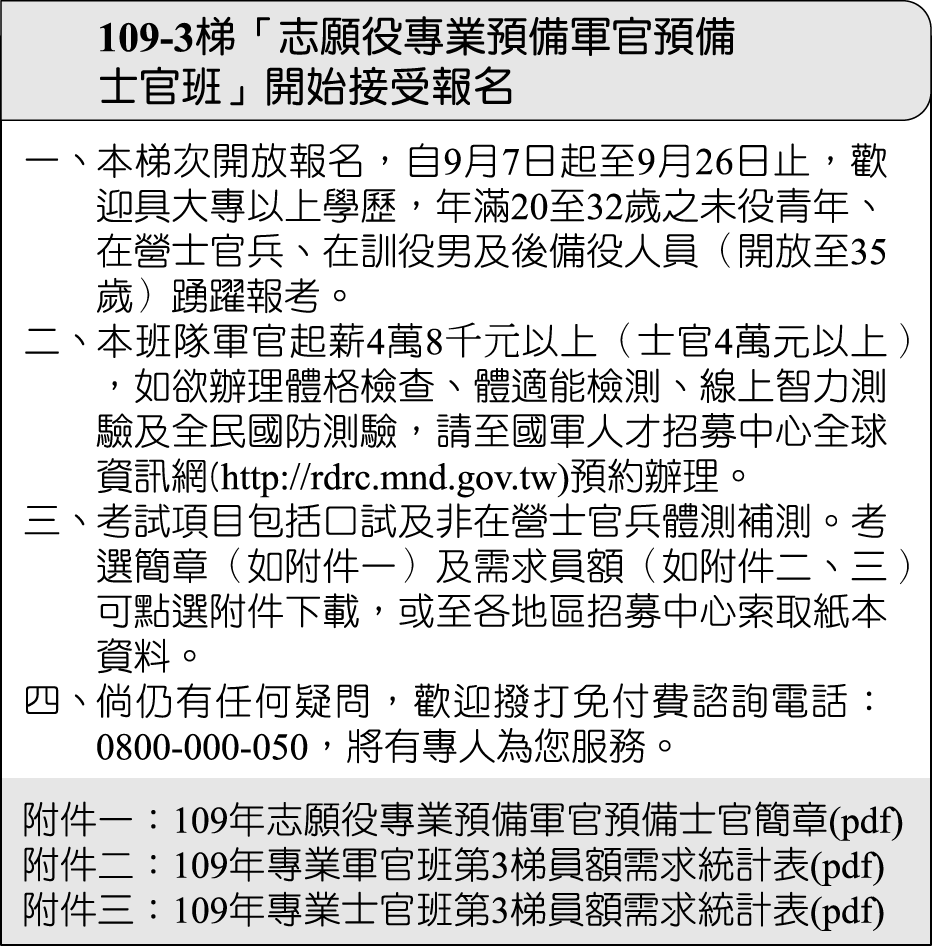 109-3梯「志願役專業預備軍官預備
士官班」開始接受報名
一、本梯次開放報名，自9月7日起至9月26日止，歡
迎具大專以上學歷，年滿20至32歲之未役青年、
在營士官兵、在訓役男及後備役人員（開放至35
歲）踴躍報考。
二、本班隊軍官起薪4萬8千元以上（士官4萬元以上）
，如欲辦理體格檢查、體適能檢測、線上智力測
驗及全民國防測驗，請至國軍人才招募中心全球
資訊網(http://rdrc.mnd.gov.tw)預約辦理。
三、考試項目包括口試及非在營士官兵體測補測。考
選簡章（如附件一）及需求員額（如附件二、三）
可點選附件下載，或至各地區招募中心索取紙本
資料。
四、倘仍有任何疑問，歡迎撥打免付費諮詢電話：
0800-000-050，將有專人為您服務。
附件一：109年志願役專業預備軍官預備士官簡章(pdf)
附件二：109年專業軍官班第3梯員額需求統計表(pdf)
附件三：109年專業士官班第3梯員額需求統計表(pdf)